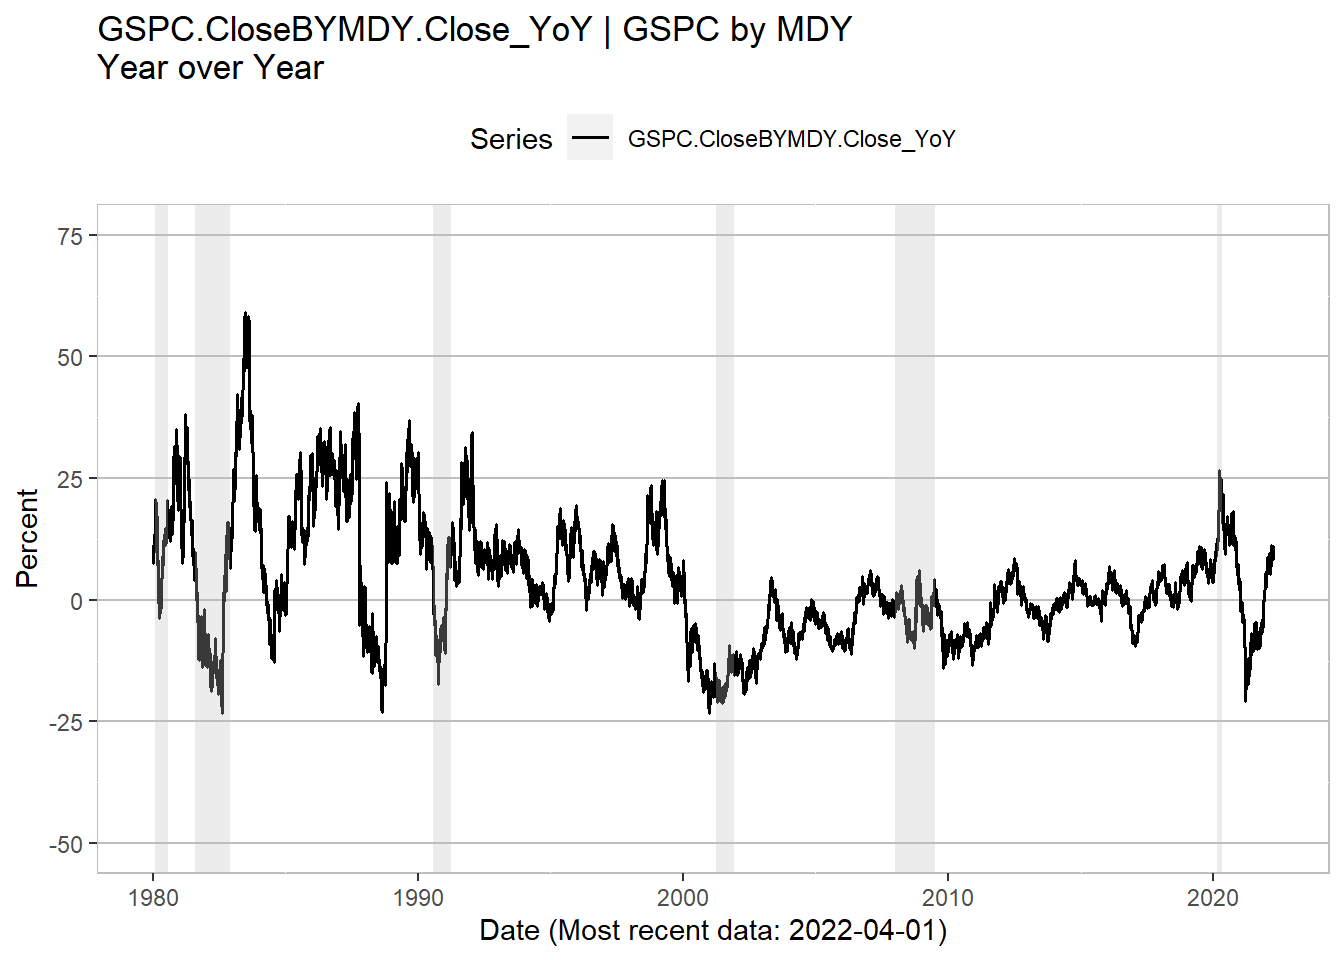 GSPC.CloseBYMDY.Close_YoY | GSPC by MDY
Year over Year
Series GSPC.CloseBYMDY.Close_YoY
75
50
25
0
-25
-50
Percent
1980 1990 2000 2010 2020
Date (Most recent data: 2022-04-01)